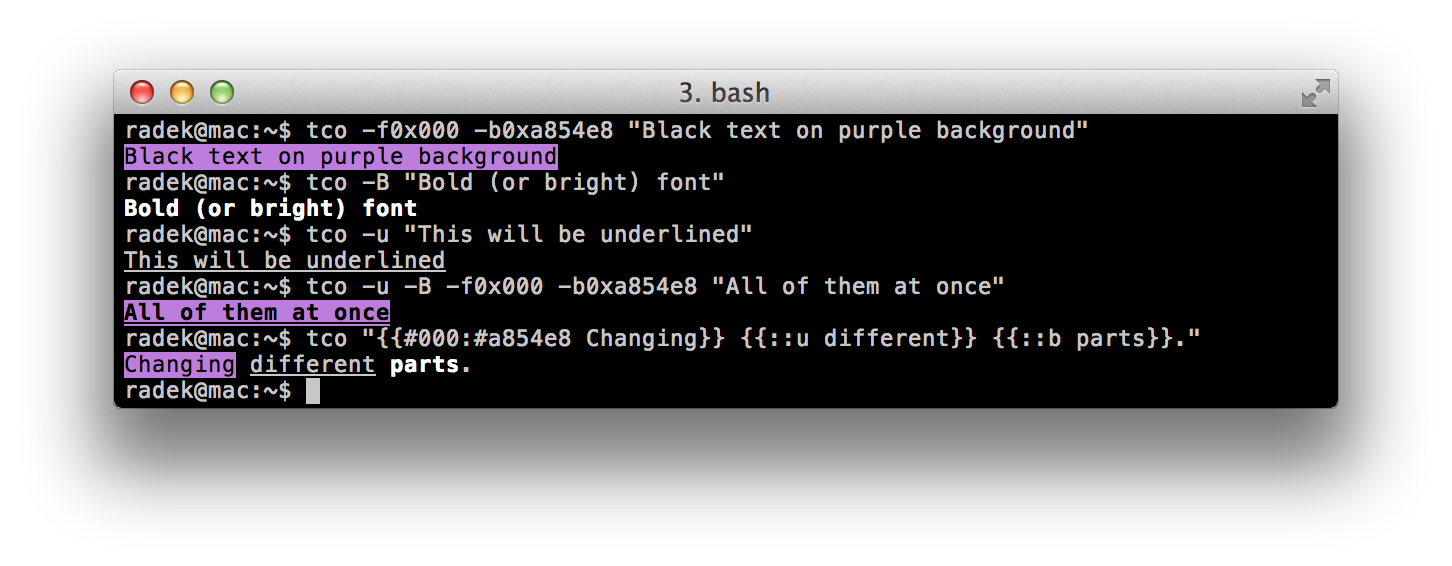 3. bash
radek@mac:~$ tco -f0x000 -b0xa854e8 "Black text on purple background"
Black text on purple background
radek@mac:~$ tco -B "Bold (or bright) font"
Bold (or bright) font
radek@mac:~$ tco -u "This will be underlined"
This will be underlined
radek@mac:~$ tco -u -B -f0x000 -b0xa854e8 "All of them at once"
All of them at once
radek@mac:~$ tco "{{#000:#a854e8 Changing}} {{::u different}} {{::b parts}}."
Changing different parts.
radek@mac:~$